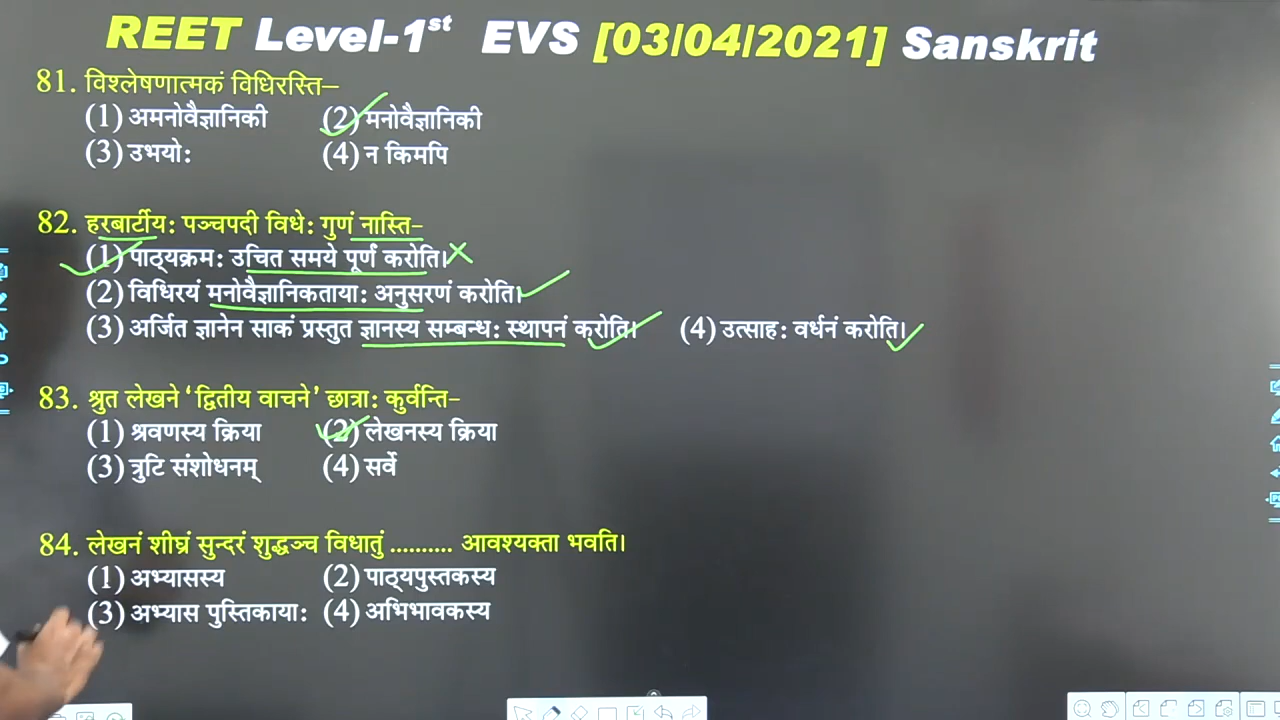 REET Level-1st EVS [03/04/2021] Sanskrit
81. विश्लेषणात्मकं विधिरस्ति–
(1) अमनोवैज्ञानिकी (2) मनोवैज्ञानिकी
(3) उभयो: (4) न किमपि
82. हरबार्टीय: पञ्चपदी विधे: गुणं नास्ति–
(1) पाठ्यक्रम: उचित समये पूर्ण करोति।
(2) विधिरयं मनोवैज्ञानिकताया: अनुसरणं करोति।
(3) अर्जित ज्ञानेन साकं प्रस्तुत ज्ञानस्य सम्बन्ध: स्थापनं करोति। (4) उत्साह: वर्धनं करोति।
83. श्रुत लेखने ‘द्वितीय वाचने’ छात्रा: कुर्वन्ति–
(1) श्रवणस्य क्रिया (2) लेखनस्य क्रिया
(3) त्रुटि संशोधनम् (4) सर्वे
84. लेखनं शीघ्रं सुन्दरं शुद्धञ्च विधातुं .......... आवश्यक्ता भवति।
(1) अभ्यासस्य (2) पाठ्यपुस्तकस्य
(3) अभ्यास पुस्तिकाया: (4) अभिभावकस्य